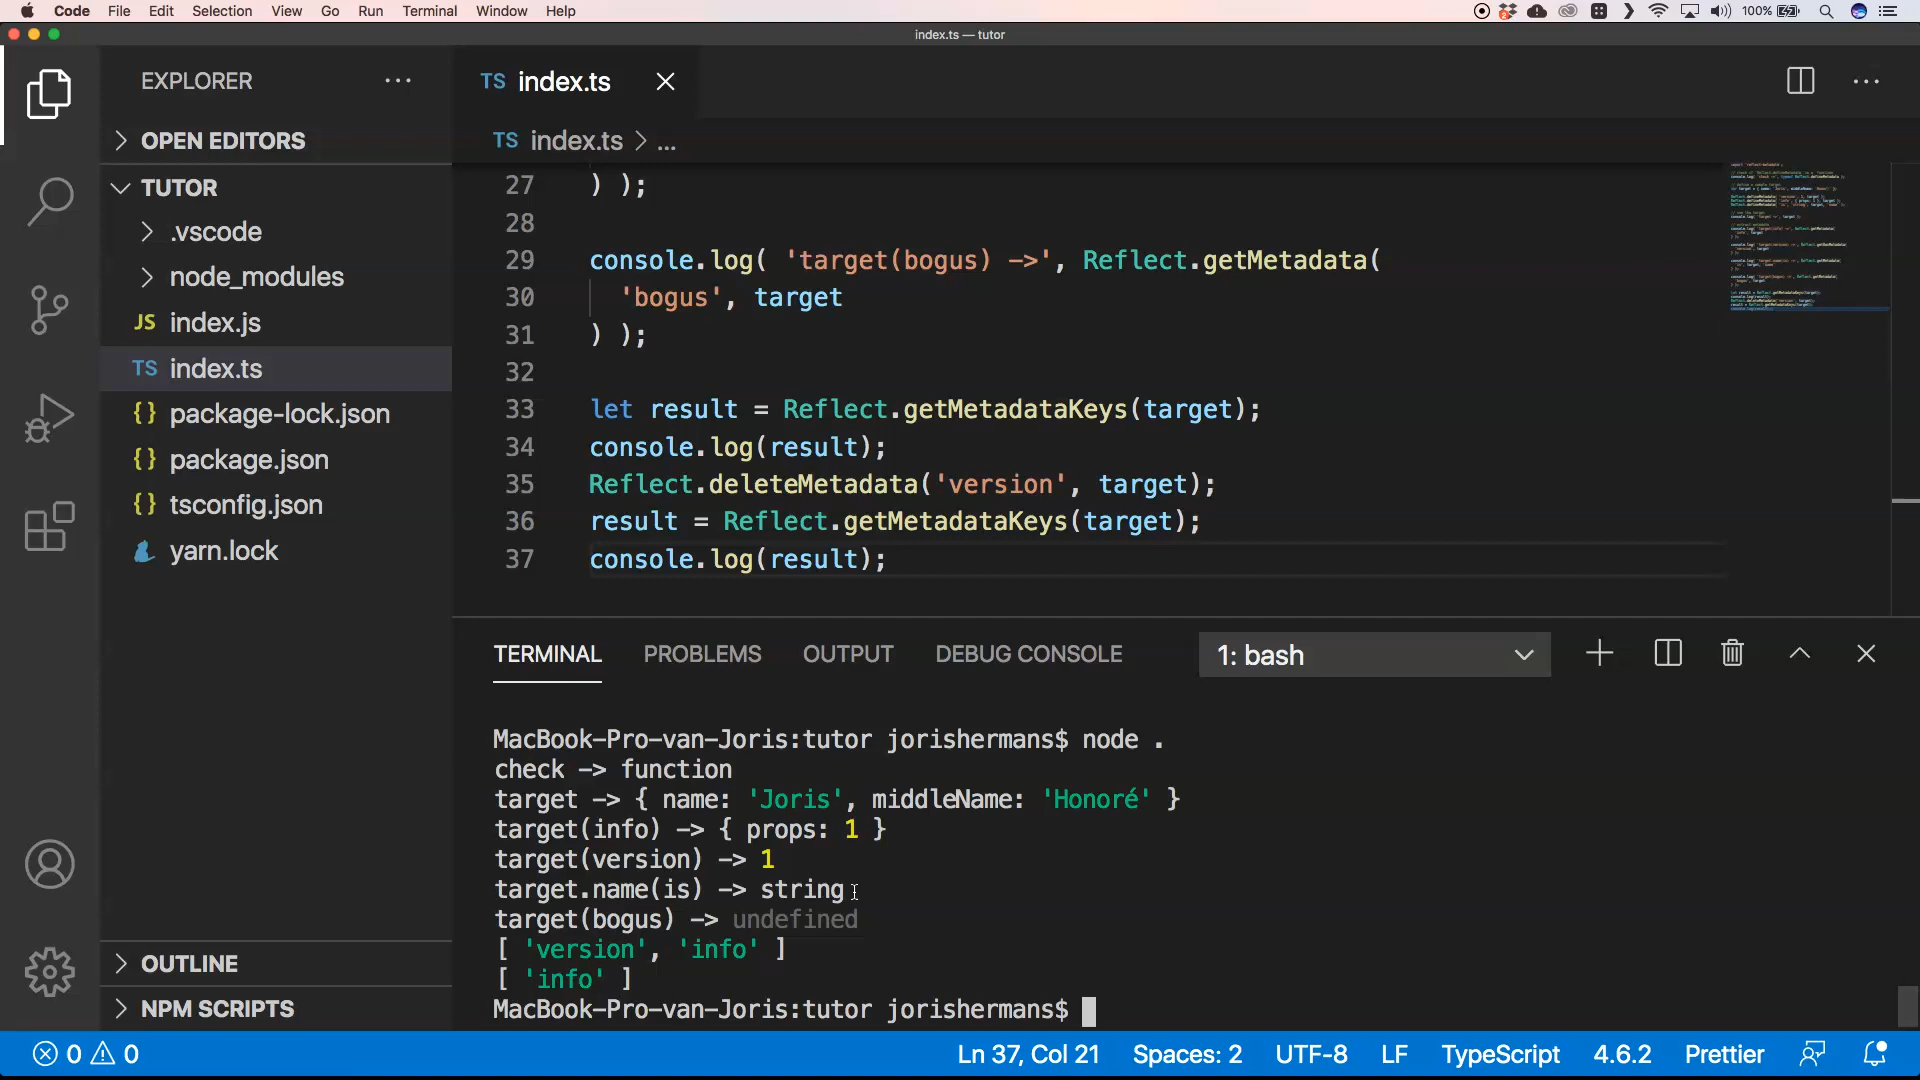 Code File Edit Selection View Go Run Terminal Window Help 100%
index.ts — tutor
EXPLORER
OPEN EDITORS
TUTOR
.vscode
node_modules
JS index.js
TS index.ts
{} package-lock.json
{} package.json
{} tsconfig.json
yarn.lock
OUTLINE
NPM SCRIPTS
TS index.ts
TS index.ts > ...
27 ) );
28
29 console.log( 'target(bogus) ->', Reflect.getMetadata(
30 'bogus', target
31 ) );
32
33 let result = Reflect.getMetadataKeys(target);
34 console.log(result);
35 Reflect.deleteMetadata('version', target);
36 result = Reflect.getMetadataKeys(target);
37 console.log(result);
TERMINAL PROBLEMS OUTPUT DEBUG CONSOLE 1: bash
MacBook-Pro-van-Joris:tutor jorishermans$ node .
check -> function
target -> { name: 'Joris', middleName: 'Honoré' }
target(info) -> { props: 1 }
target(version) -> 1
target.name(is) -> string
target(bogus) -> undefined
[ 'version', 'info' ]
[ 'info' ]
MacBook-Pro-van-Joris:tutor jorishermans$
0 0 Ln 37, Col 21 Spaces: 2 UTF-8 LF TypeScript 4.6.2 Prettier